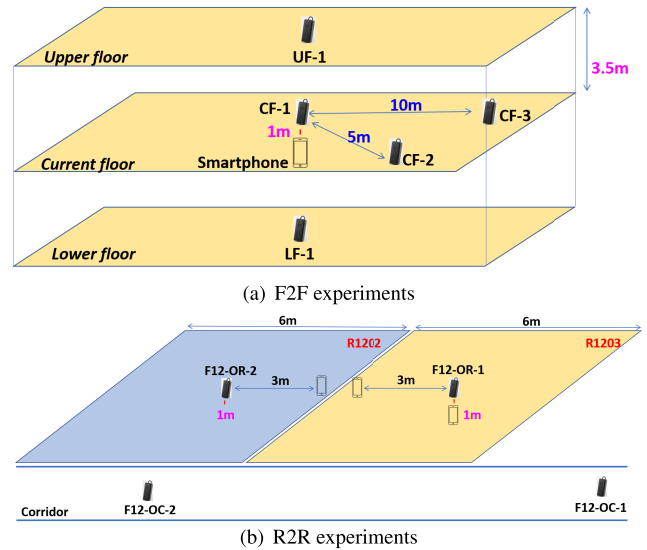 Upper floor
UF-1
3.5m
CF-1
10m
CF-3
1m
5m
Smartphone
CF-2
Current floor
Lower floor
LF-1
(a) F2F experiments
6m
6m
R1202
R1203
F12-OR-2
3m
3m
F12-OR-1
1m
1m
F12-OC-2
F12-OC-1
Corridor
(b) R2R experiments